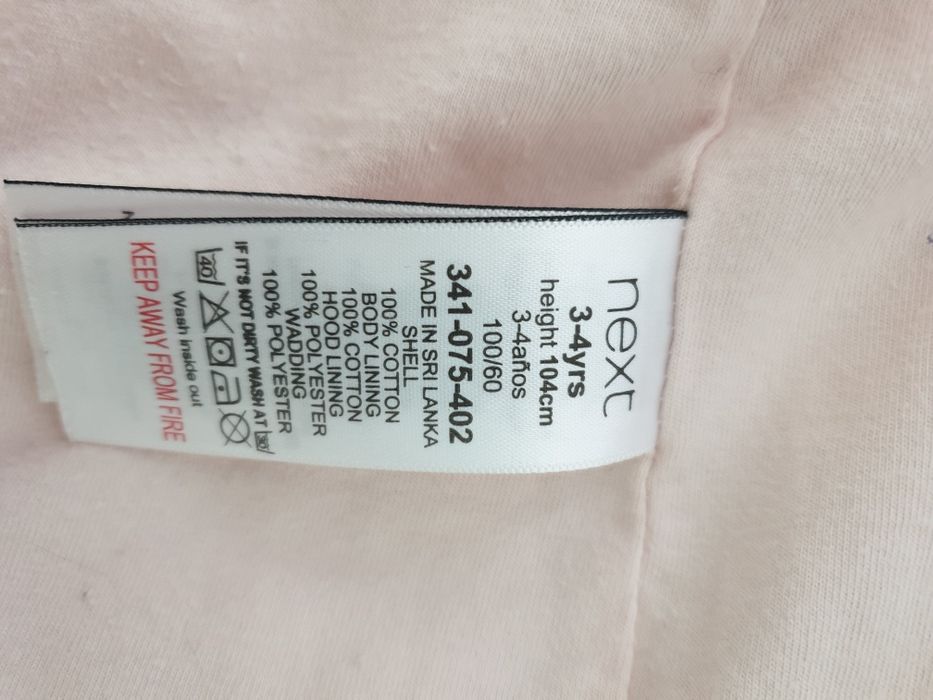 next
3-4yrs
height 104cm
3-4años
100/60
341-075-402
MADE IN SRI LANKA
SHELL
100% COTTON
BODY LINING
100% COTTON
HOOD LINING
100% POLYESTER
WADDING
100% POLYESTER
IF IT'S NOT DIRTY WASH AT 30
40
Wash inside out
KEEP AWAY FROM FIRE